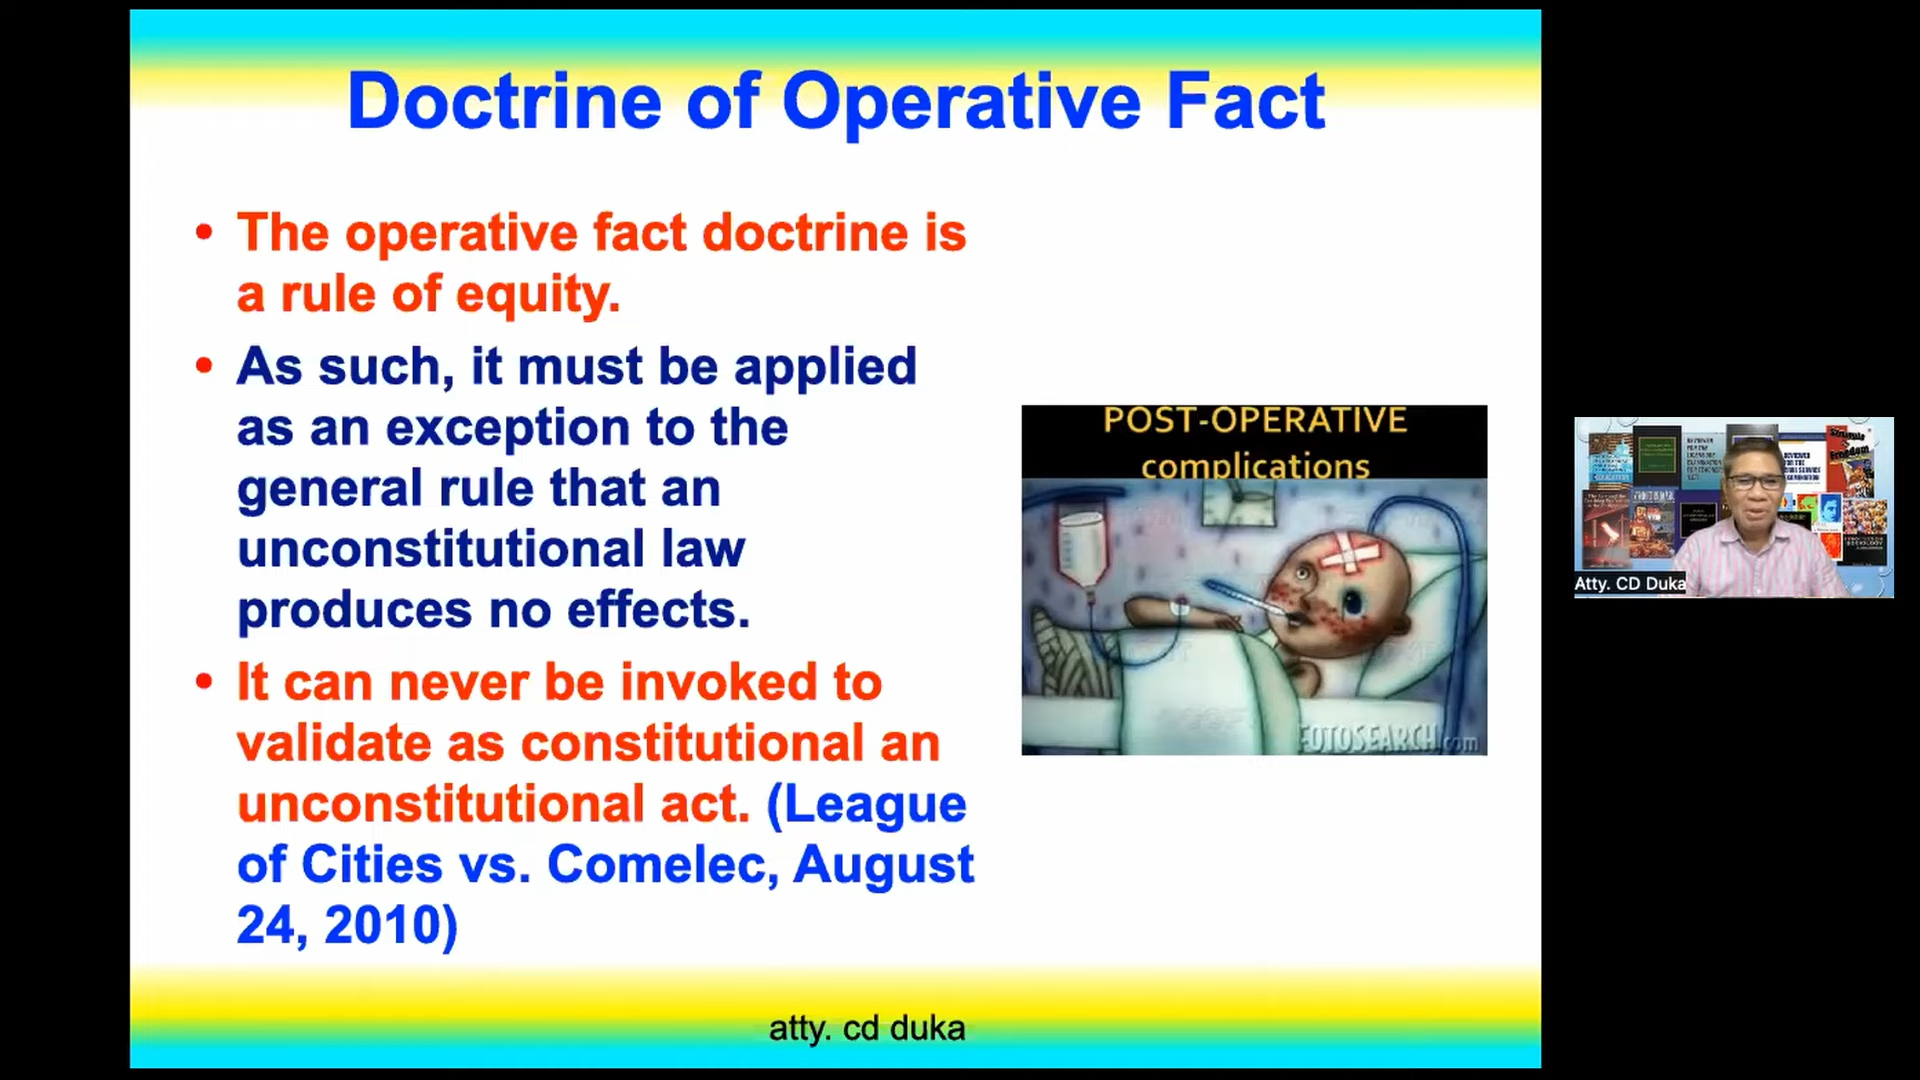 Doctrine of Operative Fact
• The operative fact doctrine is
a rule of equity.
• As such, it must be applied
as an exception to the
general rule that an
unconstitutional law
produces no effects.
• It can never be invoked to
validate as constitutional an
unconstitutional act. (League
of Cities vs. Comelec, August
24, 2010)
POST-OPERATIVE
complications
FOTOSEARCH.com
atty. cd duka
Freedom
Atty. CD Duka